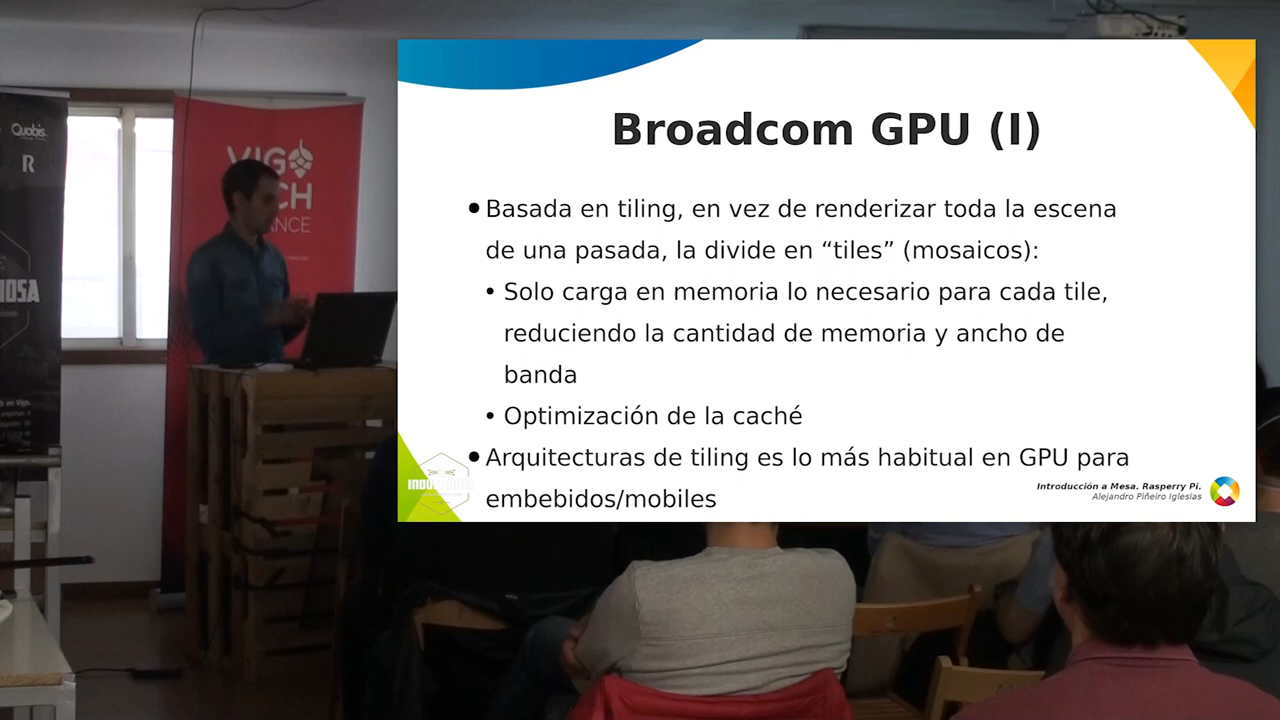 Quobis
R
VIGO
TECH
Broadcom GPU (I)
Basada en tiling, en vez de renderizar toda la escena
de una pasada, la divide en “tiles” (mosaicos):
Solo carga en memoria lo necesario para cada tile,
reduciendo la cantidad de memoria y ancho de
banda
Optimización de la caché
Arquitecturas de tiling es lo más habitual en GPU para
embebidos/mobiles
Introducción a Mesa. Rasperry Pi.
Alejandro Piñeiro Iglesias